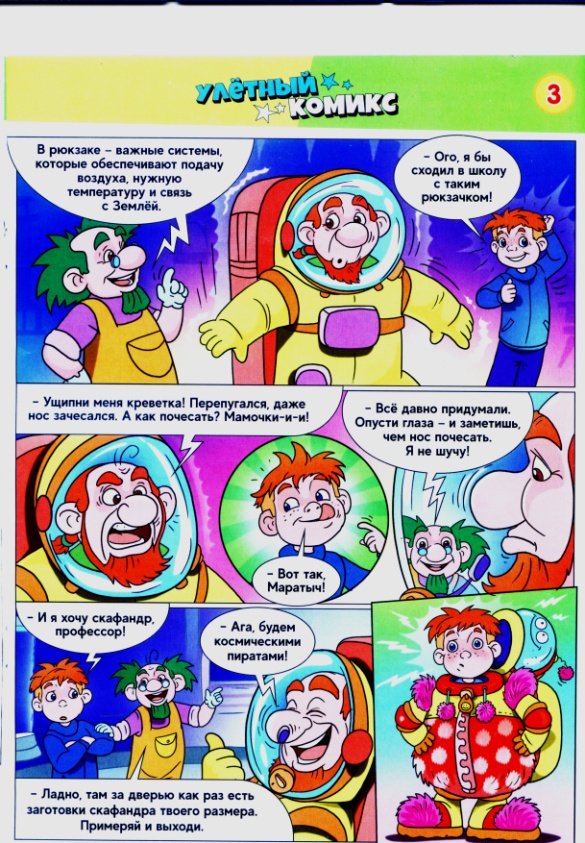 УЛЁТНЫЙ
КОМИКС
3
В рюкзаке – важные системы,
которые обеспечивают подачу
воздуха, нужную
температуру и связь
с Землёй.
– Ого, я бы
сходил в школу
с таким
рюкзачком!
– Ущипни меня креветка! Перепугался, даже
нос зачесался. А как почесать? Мамочки-и-и!
– Вот так,
Маратыч!
– Всё давно придумали.
Опусти глаза – и заметишь,
чем нос почесать.
Я не шучу!
– И я хочу скафандр,
профессор!
– Ага, будем
космическими
пиратами!
– Ладно, там за дверью как раз есть
заготовки скафандра твоего размера.
Примеряй и выходи.